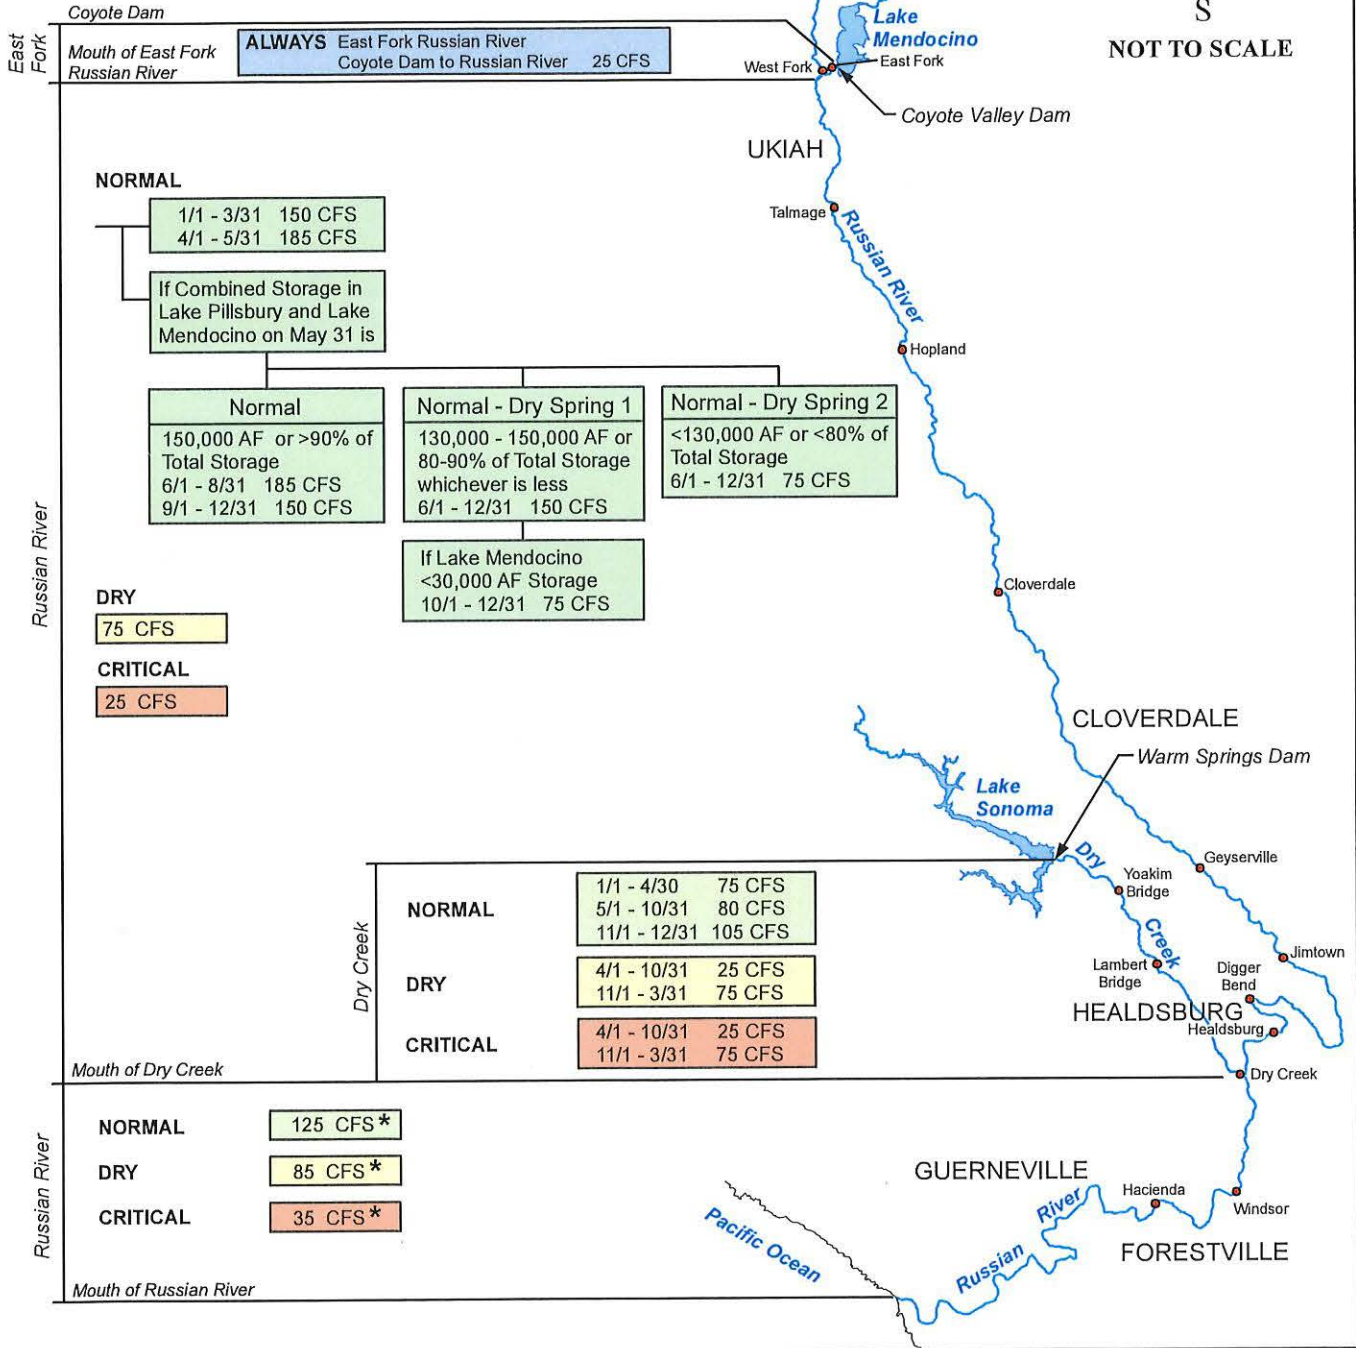 Coyote Dam
East
Fork
Mouth of East Fork
Russian River
ALWAYS East Fork Russian River
Coyote Dam to Russian River 25 CFS
Lake
Mendocino
S
NOT TO SCALE
West Fork
East Fork
Coyote Valley Dam
UKIAH
Talmage
Russian River
Hopland
Cloverdale
CLOVERDALE
Russian River
NORMAL
1/1 - 3/31 150 CFS
4/1 - 5/31 185 CFS
If Combined Storage in
Lake Pillsbury and Lake
Mendocino on May 31 is
Normal
150,000 AF or >90% of
Total Storage
6/1 - 8/31 185 CFS
9/1 - 12/31 150 CFS
Normal - Dry Spring 1
130,000 - 150,000 AF or
80-90% of Total Storage
whichever is less
6/1 - 12/31 150 CFS
If Lake Mendocino
<30,000 AF Storage
10/1 - 12/31 75 CFS
Normal - Dry Spring 2
<130,000 AF or <80% of
Total Storage
6/1 - 12/31 75 CFS
DRY
75 CFS
CRITICAL
25 CFS
Warm Springs Dam
Lake
Sonoma
Dry
Creek
Yoakim
Bridge
Geyserville
Lambert
Bridge
Jimtown
Digger
Bend
HEALDSBURG
Healdsburg
Dry Creek
Dry Creek
NORMAL
1/1 - 4/30 75 CFS
5/1 - 10/31 80 CFS
11/1 - 12/31 105 CFS
DRY
4/1 - 10/31 25 CFS
11/1 - 3/31 75 CFS
CRITICAL
4/1 - 10/31 25 CFS
11/1 - 3/31 75 CFS
Mouth of Dry Creek
Russian River
NORMAL
125 CFS*
DRY
85 CFS*
CRITICAL
35 CFS*
Mouth of Russian River
GUERNEVILLE
Hacienda
Windsor
FORESTVILLE
Russian River
Pacific Ocean